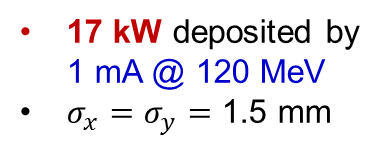 • 17 kW deposited by
1 mA @ 120 MeV
• σx = σy = 1.5 mm